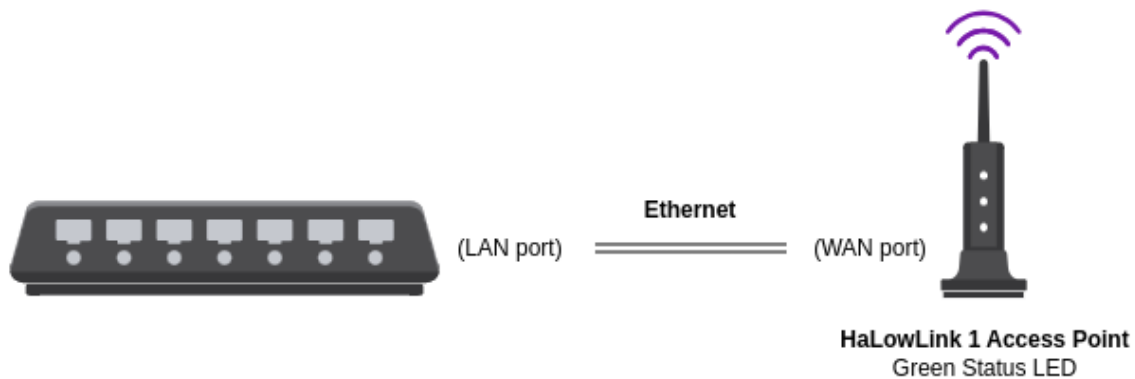 Ethernet
(LAN port)
(WAN port)
HaLowLink 1 Access Point
Green Status LED